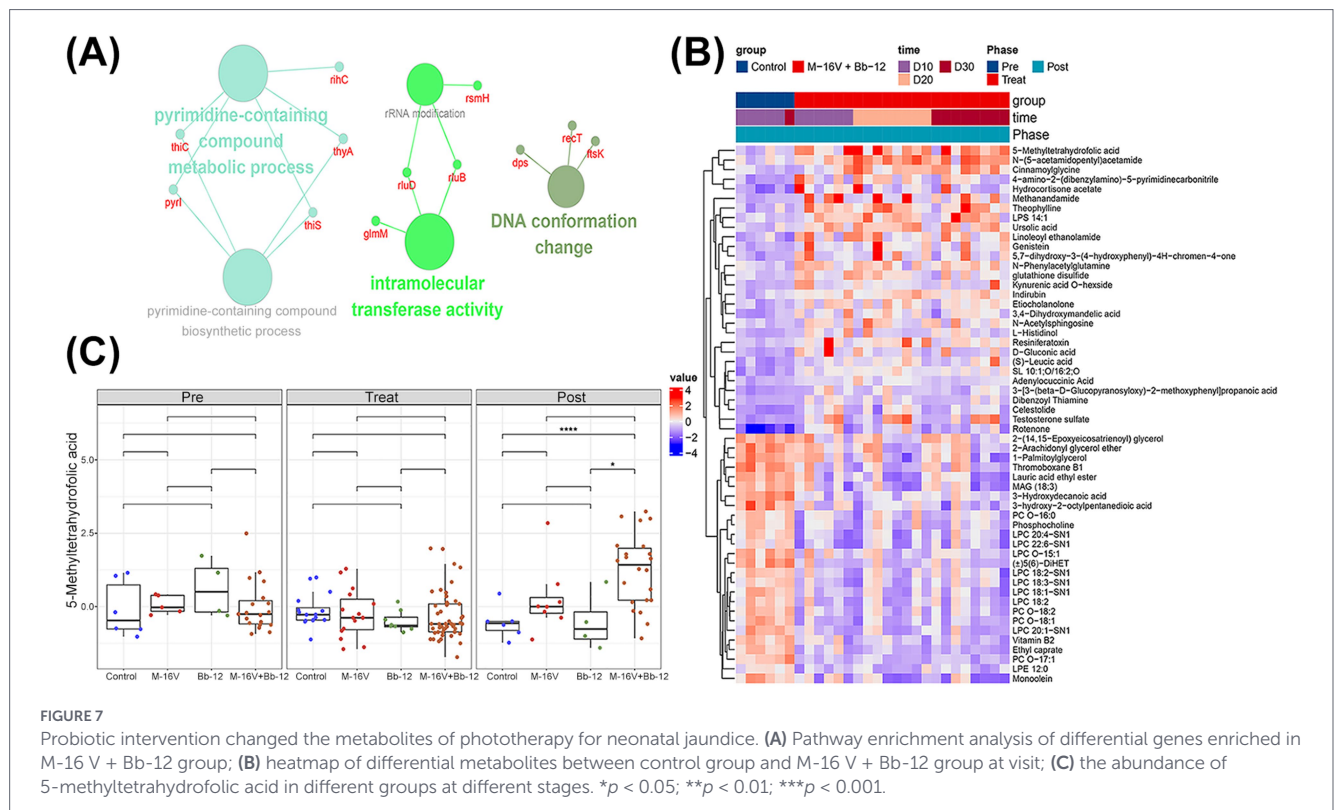 (A)
rihC
pyrimidine-containing
compound
metabolic process
thiC
thyA
pyrI
thiS
pyrimidine-containing compound
biosynthetic process
rRNA modification
rsmH
rluD
rluB
glmM
intramolecular
transferase activity
recT
dps
ftsK
DNA conformation
change
(B)
group
Control
M−16V + Bb−12
time
D10
D30
D20
Phase
Pre
Post
Treat
group
time
Phase
5−Methyltetrahydrofolic acid
N−(5−acetamidopentyl)acetamide
Cinnamoylglycine
4−amino−2−(dibenzylamino)−5−pyrimidinecarbonitrile
Hydrocortisone acetate
Methanandamide
Theophylline
LPS 14:1
Ursolic acid
Linoleoyl ethanolamide
Genistein
5,7−dihydroxy−3−(4−hydroxyphenyl)−4H−chromen−4−one
N−Phenylacetylglutamine
glutathione disulfide
Kynurenic acid O−hexside
Indirubin
Etiocholanolone
3,4−Dihydroxymandelic acid
N−Acetylsphingosine
L−Histidinol
Resiniferatoxin
D−Gluconic acid
(S)−Leucic acid
SL 10:1;O/16:2;O
Adenylocuccinic Acid
3−[3−(beta−D−Glucopyranosyloxy)−2−methoxyphenyl]propanoic acid
Dibenzoyl Thiamine
Celestolide
Testosterone sulfate
Rotenone
2−(14,15−Epoxyeicosatrienoyl) glycerol
2−Arachidonyl glycerol ether
1−Palmitoylglycerol
Thromboxane B1
Lauric acid ethyl ester
MAG (18:3)
3−Hydroxydecanoic acid
3−hydroxy−2−octylpentanedioic acid
PC O−16:0
Phosphocholine
LPC 20:4−SN1
LPC 22:6−SN1
LPC O−15:1
(±)5(6)−DiHET
LPC 18:2−SN1
LPC 18:3−SN1
LPC 18:1−SN1
LPC 18:2
PC O−18:2
PC O−18:1
LPC 20:1−SN1
Vitamin B2
Ethyl caprate
PC O−17:1
LPE 12:0
Monoolein
value
4
2
0
−2
−4
(C)
Pre
Treat
Post
5-Methyltetrahydrofolic acid
5.0
2.5
0.0
****
*
Control
M-16V
Bb-12
M-16V+Bb-12
Control
M-16V
Bb-12
M-16V+Bb-12
Control
M-16V
Bb-12
M-16V+Bb-12
FIGURE 7
Probiotic intervention changed the metabolites of phototherapy for neonatal jaundice. (A) Pathway enrichment analysis of differential genes enriched in
M-16 V + Bb-12 group; (B) heatmap of differential metabolites between control group and M-16 V + Bb-12 group at visit; (C) the abundance of
5-methyltetrahydrofolic acid in different groups at different stages. *p < 0.05; **p < 0.01; ***p < 0.001.